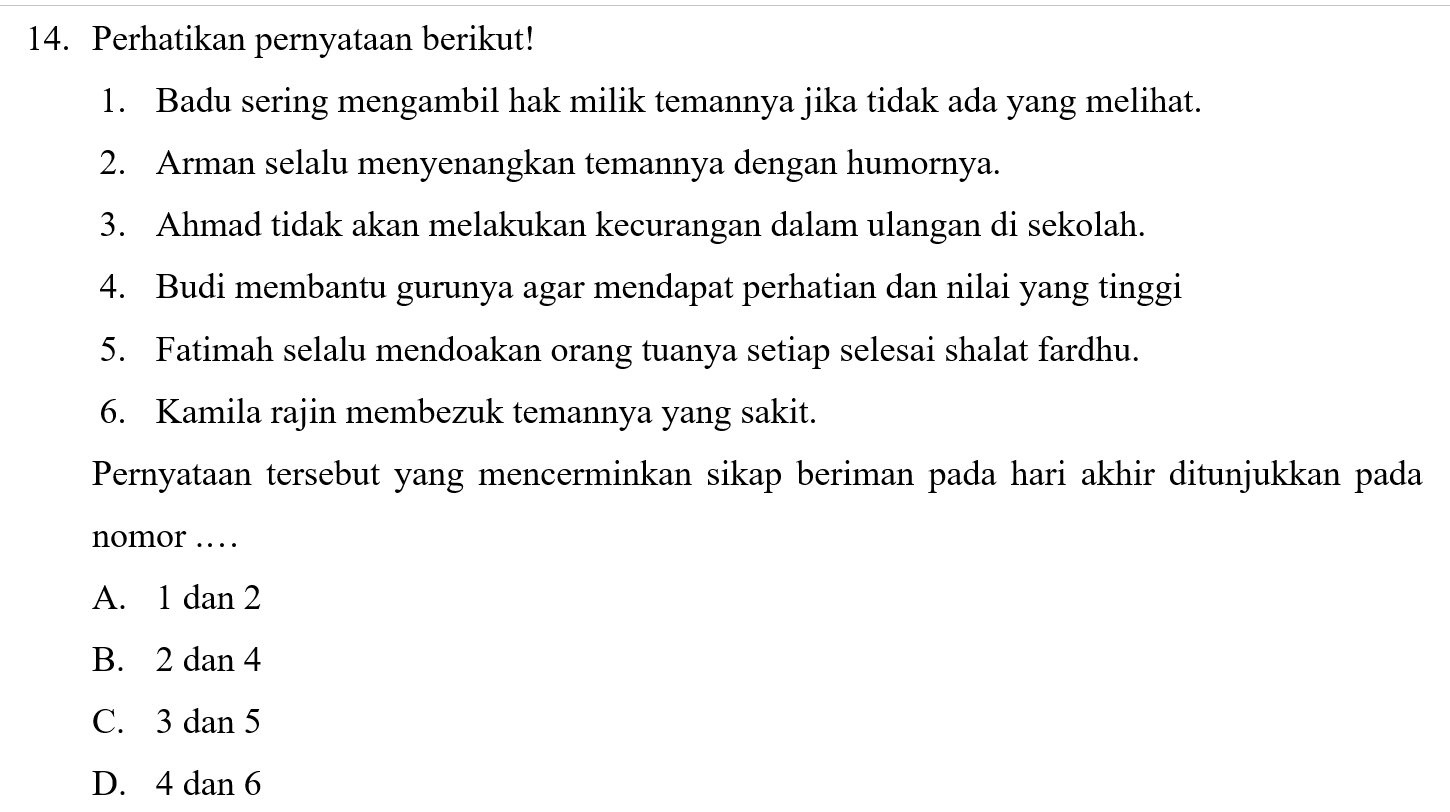 14. Perhatikan pernyataan berikut!
1. Badu sering mengambil hak milik temannya jika tidak ada yang melihat.
2. Arman selalu menyenangkan temannya dengan humornya.
3. Ahmad tidak akan melakukan kecurangan dalam ulangan di sekolah.
4. Budi membantu gurunya agar mendapat perhatian dan nilai yang tinggi
5. Fatimah selalu mendoakan orang tuanya setiap selesai shalat fardhu.
6. Kamila rajin membezuk temannya yang sakit.
Pernyataan tersebut yang mencerminkan sikap beriman pada hari akhir ditunjukkan pada
nomor ….
A. 1 dan 2
B. 2 dan 4
C. 3 dan 5
D. 4 dan 6